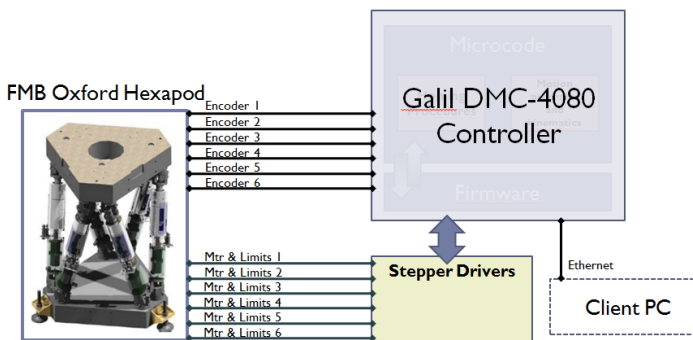 Microcode
FMB Oxford Hexapod
Galil DMC-4080
Controller
Procedures
Motion
Firmware
Encoder 1
Encoder 2
Encoder 3
Encoder 4
Encoder 5
Encoder 6
Mtr & Limits 1
Mtr & Limits 2
Mtr & Limits 3
Mtr & Limits 4
Mtr & Limits 5
Mtr & Limits 6
Stepper Drivers
Ethernet
Client PC